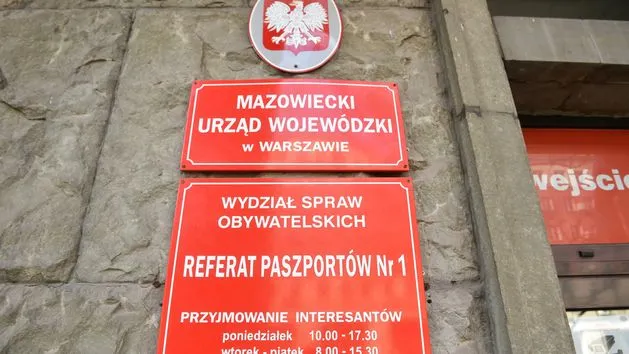 MAZOWIECKI
URZĄD WOJEWÓDZKI
w WARSZAWIE
WYDZIAŁ SPRAW
OBYWATELSKICH
REFERAT PASZPORTÓW Nr 1
PRZYJMOWANIE INTERESANTÓW
poniedziałek 10.00 - 17.30
wtorek - piątek 8.00 - 15.30
wejście